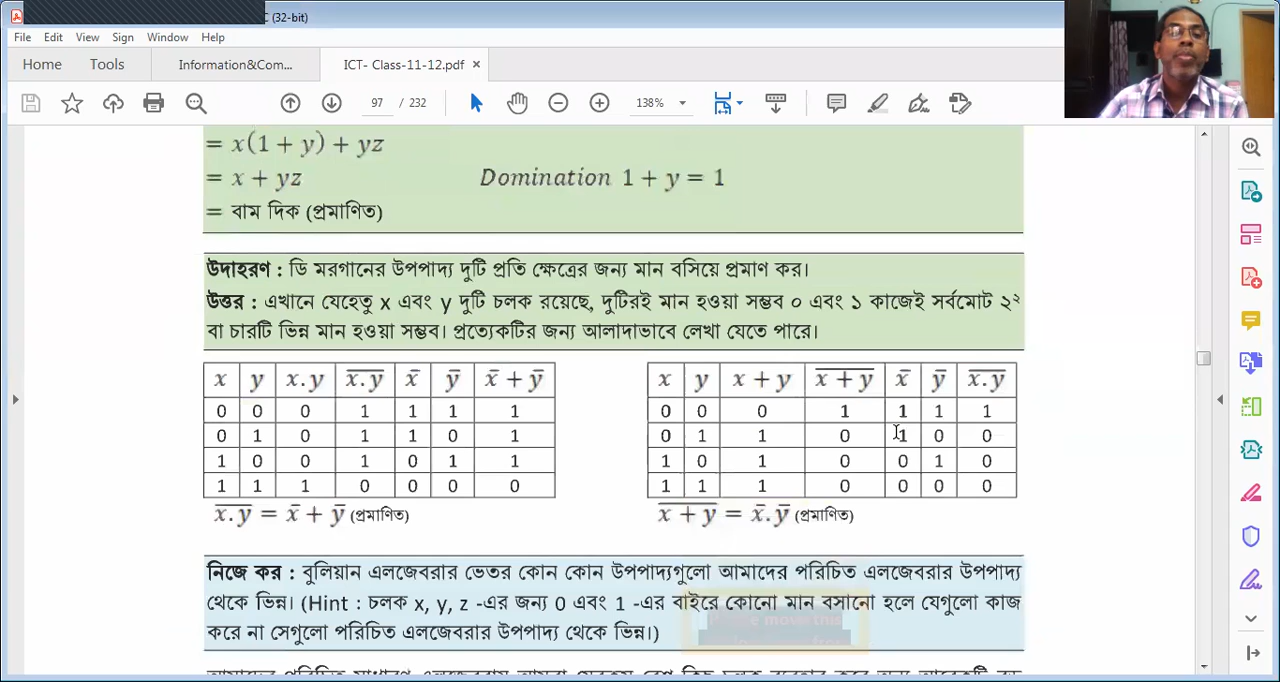 (32-bit)
File Edit View Sign Window Help
Home Tools Information&Com... ICT- Class-11-12.pdf ×
97 / 232 138%
= x(1 + y) + yz
= x + yz Domination 1 + y = 1
= বাম দিক (প্রমাণিত)
উদাহরণ : ডি মরগানের উপপাদ্য দুটি প্রতি ক্ষেত্রের জন্য মান বসিয়ে প্রমাণ কর।
উত্তর : এখানে যেহেতু x এবং y দুটি চলক রয়েছে, দুটিরই মান হওয়া সম্ভব ০ এবং ১ কাজেই সর্বমোট ২²
বা চারটি ভিন্ন মান হওয়া সম্ভব। প্রত্যেকটির জন্য আলাদাভাবে লেখা যেতে পারে।
x y x.y x.y̅ x̄ ȳ x̄ + ȳ
0 0 0 1 1 1 1
0 1 0 1 1 0 1
1 0 0 1 0 1 1
1 1 1 0 0 0 0
x̅.̅y̅ = x̄ + ȳ (প্রমাণিত)
x y x + y x̅ ̅+̅ ̅y̅ x̄ ȳ x̅.̅y̅
0 0 0 1 1 1 1
0 1 1 0 1 0 0
1 0 1 0 0 1 0
1 1 1 0 0 0 0
x̅ ̅+̅ ̅y̅ = x̄.ȳ (প্রমাণিত)
নিজে কর : বুলিয়ান এলজেবরার ভেতর কোন কোন উপপাদ্যগুলো আমাদের পরিচিত এলজেবরার উপপাদ্য
থেকে ভিন্ন। (Hint : চলক x, y, z -এর জন্য 0 এবং 1 -এর বাইরে কোনো মান বসানো হলে যেগুলো কাজ
করে না সেগুলো পরিচিত এলজেবরার উপপাদ্য থেকে ভিন্ন।)
move this